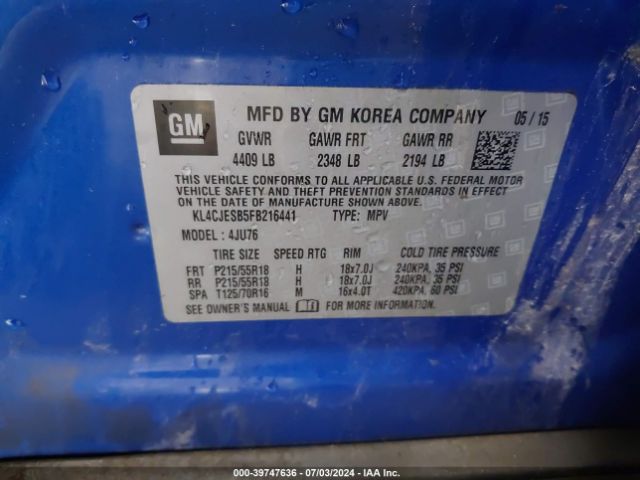 GM
MFD BY GM KOREA COMPANY 05/15
GVWR GAWR FRT GAWR RR
4409 LB 2348 LB 2194 LB
THIS VEHICLE CONFORMS TO ALL APPLICABLE U.S. FEDERAL MOTOR
VEHICLE SAFETY AND THEFT PREVENTION STANDARDS IN EFFECT ON
THE DATE OF MANUFACTURE SHOWN ABOVE.
KL4CJESB5FB216441 TYPE: MPV
MODEL: 4JU76
TIRE SIZE SPEED RTG RIM COLD TIRE PRESSURE
FRT P215/55R18 H 18x7.0J 240KPA, 35 PSI
RR P215/55R18 H 18x7.0J 240KPA, 35 PSI
SPA T125/70R16 M 16x4.0T 420KPA, 60 PSI
SEE OWNER'S MANUAL FOR MORE INFORMATION.
000-39747636 - 07/03/2024 - IAA Inc.